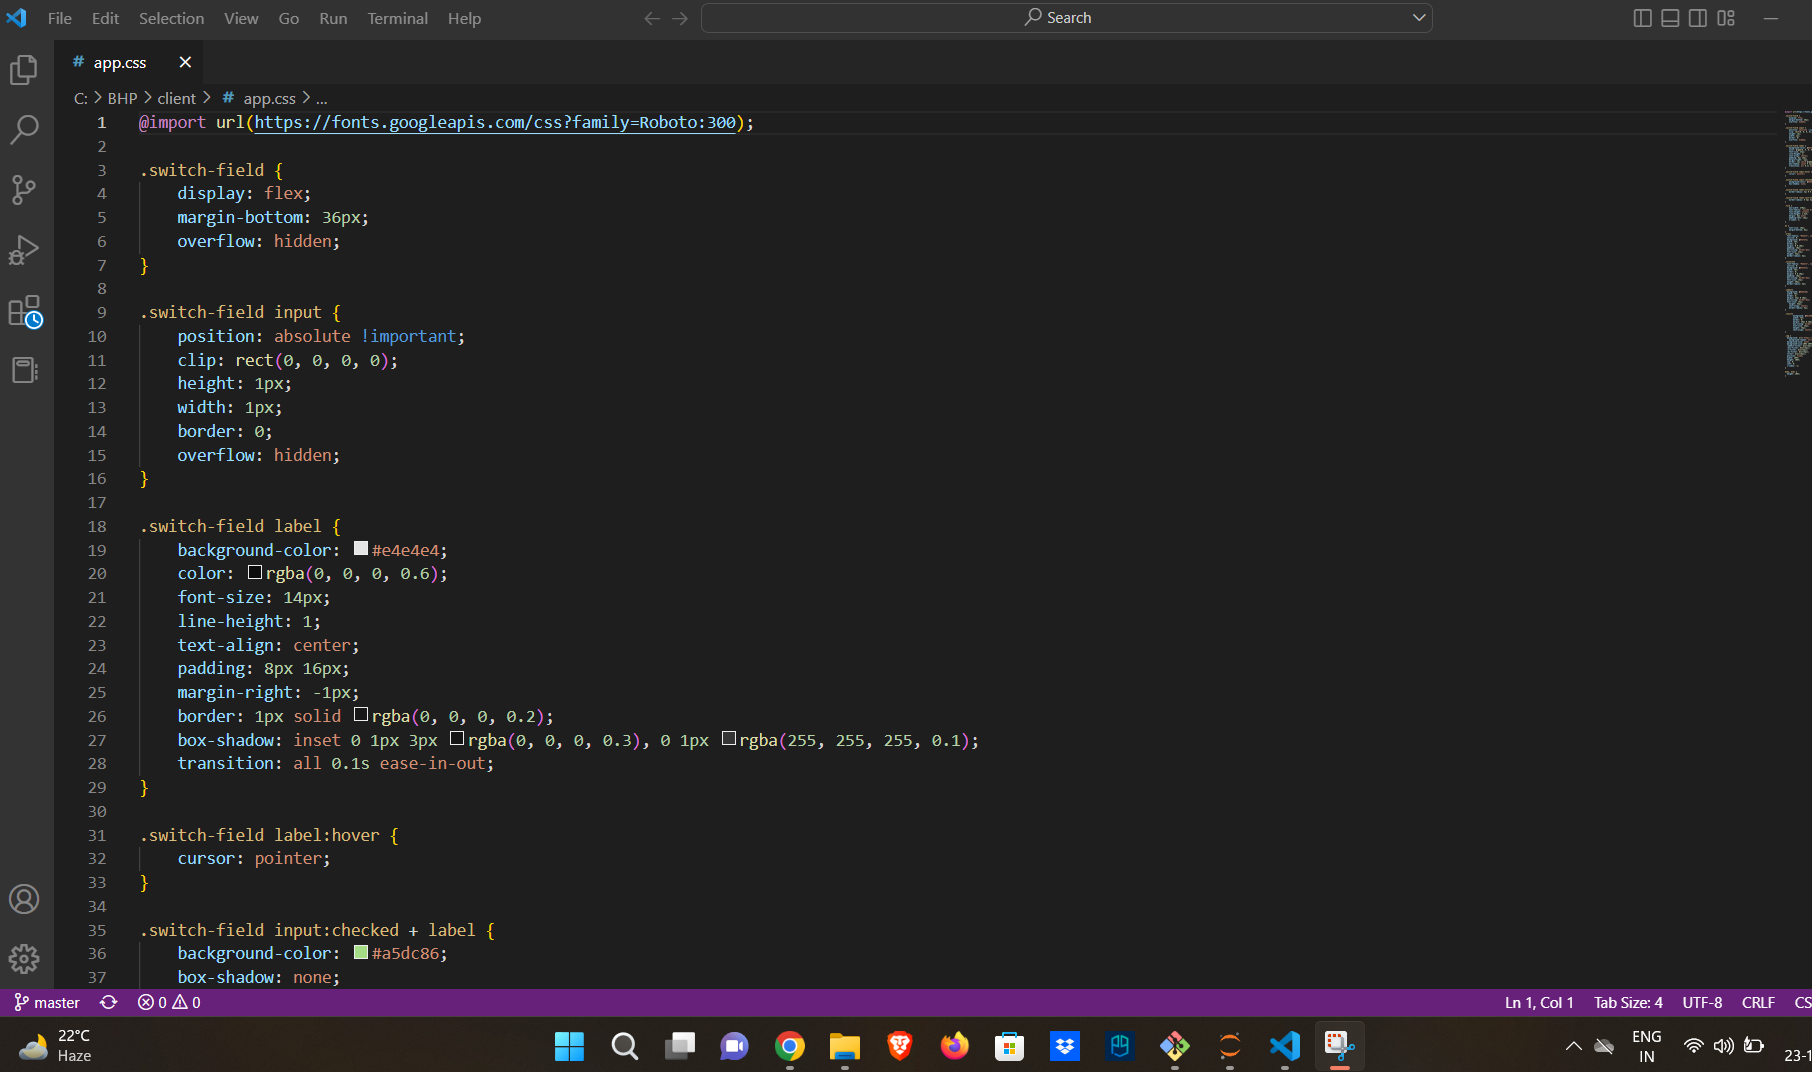 File Edit Selection View Go Run Terminal Help
Search
# app.css
C: > BHP > client > # app.css > ...
1 @import url(https://fonts.googleapis.com/css?family=Roboto:300);
2
3 .switch-field {
4 display: flex;
5 margin-bottom: 36px;
6 overflow: hidden;
7 }
8
9 .switch-field input {
10 position: absolute !important;
11 clip: rect(0, 0, 0, 0);
12 height: 1px;
13 width: 1px;
14 border: 0;
15 overflow: hidden;
16 }
17
18 .switch-field label {
19 background-color: #e4e4e4;
20 color: rgba(0, 0, 0, 0.6);
21 font-size: 14px;
22 line-height: 1;
23 text-align: center;
24 padding: 8px 16px;
25 margin-right: -1px;
26 border: 1px solid rgba(0, 0, 0, 0.2);
27 box-shadow: inset 0 1px 3px rgba(0, 0, 0, 0.3), 0 1px rgba(255, 255, 255, 0.1);
28 transition: all 0.1s ease-in-out;
29 }
30
31 .switch-field label:hover {
32 cursor: pointer;
33 }
34
35 .switch-field input:checked + label {
36 background-color: #a5dc86;
37 box-shadow: none;
master 0 0 Ln 1, Col 1 Tab Size: 4 UTF-8 CRLF CS
22°C
Haze
ENG
IN
23-1